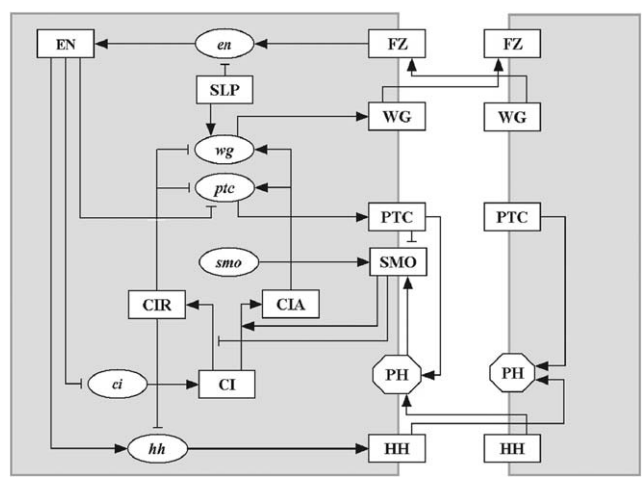 EN en FZ FZ
SLP
WG WG
wg
ptc
PTC PTC
smo SMO
CIR CIA
PH PH
ci CI
hh HH HH